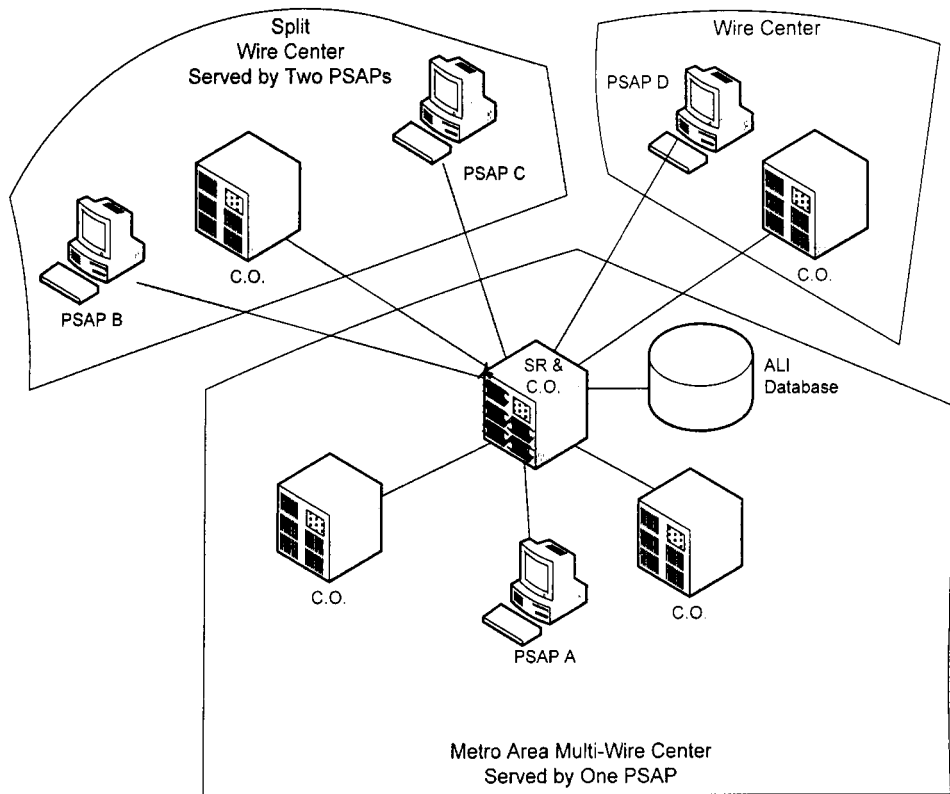 Split
Wire Center
Served by Two PSAPs
Wire Center
PSAP D
PSAP C
C.O.
C.O.
PSAP B
SR &
C.O.
ALI
Database
C.O.
C.O.
PSAP A
Metro Area Multi-Wire Center
Served by One PSAP